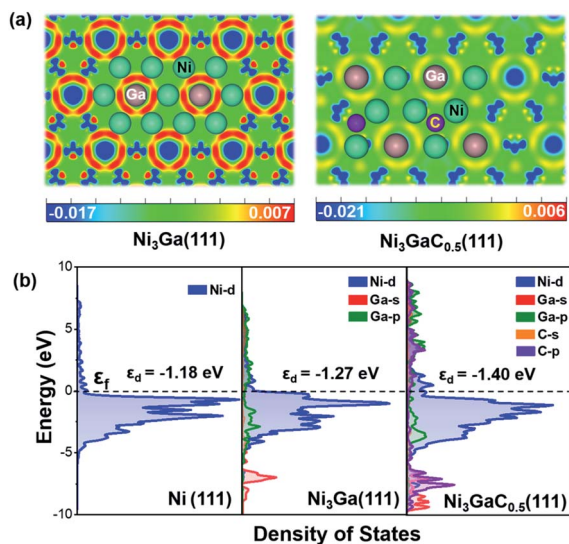 (a)
Ni
Ga
Ga
Ni
C
-0.017 0.007
-0.021 0.006
Ni₃Ga(111)
Ni₃GaC₀.₅(111)
(b)
10
5
0
-5
-10
Energy (eV)
Ni-d
εf
εd = -1.18 eV
Ni (111)
Ni-d
Ga-s
Ga-p
εd = -1.27 eV
Ni₃Ga(111)
Ni-d
Ga-s
Ga-p
C-s
C-p
εd = -1.40 eV
Ni₃GaC₀.₅(111)
Density of States